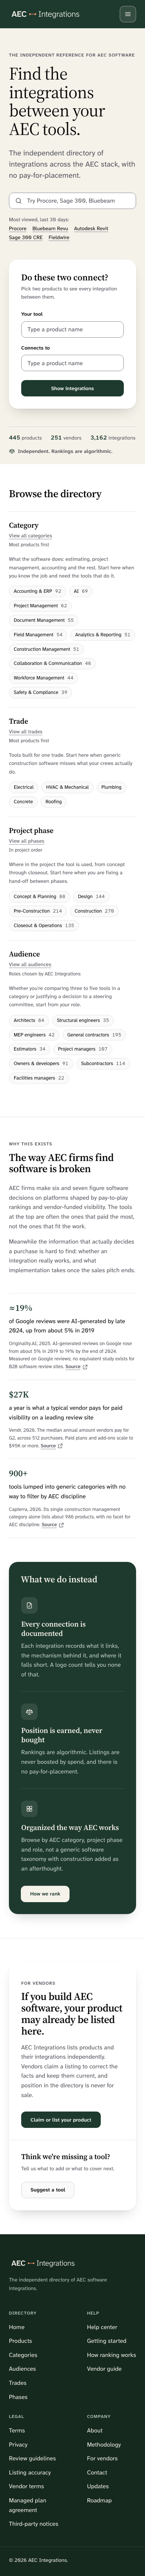 AEC Integrations
THE INDEPENDENT REFERENCE FOR AEC SOFTWARE
Find the
integrations
between your
AEC tools.
The independent directory of
integrations across the AEC stack, with
no pay-for-placement.
Try Procore, Sage 300, Bluebeam
Most viewed, last 30 days:
Procore Bluebeam Revu Autodesk Revit
Sage 300 CRE Fieldwire
Do these two connect?
Pick two products to see every integration
between them.
Your tool
Type a product name
Connects to
Type a product name
Show integrations
445 products 251 vendors 3,162 integrations
Independent. Rankings are algorithmic.
Browse the directory
Category
View all categories
Most products first
What the software does: estimating, project
management, accounting and the rest. Start here when
you know the job and need the tools that do it.
Accounting & ERP 92 AI 69
Project Management 62
Document Management 55
Field Management 54 Analytics & Reporting 51
Construction Management 51
Collaboration & Communication 46
Workforce Management 44
Safety & Compliance 39
Trade
View all trades
Most products first
Tools built for one trade. Start here when generic
construction software misses what your crews actually
do.
Electrical HVAC & Mechanical Plumbing
Concrete Roofing
Project phase
View all phases
In project order
Where in the project the tool is used, from concept
through closeout. Start here when you are fixing a
hand-off between phases.
Concept & Planning 68 Design 144
Pre-Construction 214 Construction 270
Closeout & Operations 135
Audience
View all audiences
Roles chosen by AEC Integrations
Whether you're comparing five to five tools in a
category or justifying a decision to a steering
committee, start from your role.
Architects 84 Structural engineers 35
MEP engineers 42 General contractors 195
Estimators 34 Project managers 107
Owners & developers 91 Subcontractors 114
Facilities managers 22
WHY THIS EXISTS
The way AEC firms find
software is broken
AEC firms make six and seven figure software
decisions on platforms shaped by pay-to-play
rankings and vendor-funded visibility. The tools
at the top are often the ones that paid the most,
not the ones that fit the work.
Meanwhile the information that actually decides
a purchase is hard to find: whether an
integration really works, and what
implementation takes once the sales pitch ends.
≈19%
of Google reviews were AI-generated by late
2024, up from about 5% in 2019
Originality.AI, 2025. AI-generated reviews on Google rose
from about 5% in 2019 to 19% by the end of 2024.
Measured on Google reviews; no equivalent study exists for
B2B software review sites. Source
$27K
a year is what a typical vendor pays for paid
visibility on a leading review site
Vendr, 2026. The median annual amount vendors pay for
G2, across 512 purchases. Paid plans and add-ons scale to
$95K or more. Source
900+
tools lumped into generic categories with no
way to filter by AEC discipline
Capterra, 2026. Its single construction management
category alone lists about 986 products, with no facet for
AEC discipline. Source
What we do instead
Every connection is
documented
Each integration records what it links,
the mechanism behind it, and where it
falls short. A logo count tells you none
of that.
Position is earned, never
bought
Rankings are algorithmic. Listings are
never boosted by spend, and there is
no pay-for-placement.
Organized the way AEC works
Browse by AEC category, project phase
and role, not a generic software
taxonomy with construction added as
an afterthought.
How we rank
FOR VENDORS
If you build AEC
software, your product
may already be listed
here.
AEC Integrations lists products and
their integrations independently.
Vendors claim a listing to correct the
facts and keep them current, and
position in the directory is never for
sale.
Claim or list your product
Think we're missing a tool?
Tell us what to add or what to cover next.
Suggest a tool
AEC Integrations
The independent directory of AEC software
integrations.
DIRECTORY
Home
Products
Categories
Audiences
Trades
Phases
HELP
Help center
Getting started
How ranking works
Vendor guide
LEGAL
Terms
Privacy
Review guidelines
Listing accuracy
Vendor terms
Managed plan
agreement
Third-party notices
COMPANY
About
Methodology
For vendors
Contact
Updates
Roadmap
© 2026 AEC Integrations.